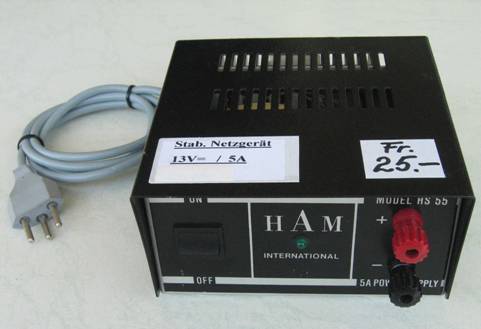 Stab. Netzgerät
13V⎓ / 5A
Fr.
25.-
ON
MODEL HS 55
HAM
+
INTERNATIONAL
-
OFF
5A POWER SUPPLY